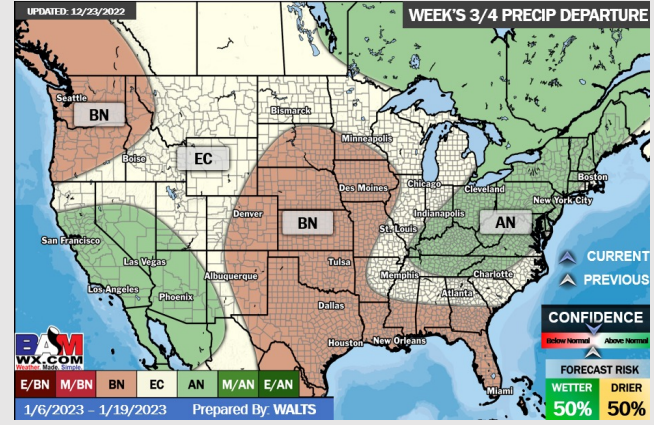 UPDATED: 12/23/2022
WEEK'S 3/4 PRECIP DEPARTURE
Seattle
BN
Bismarck
Minneapolis
Boise
EC
Des Moines
Chicago
Cleveland
Boston
New York City
Denver
BN
Indianapolis
AN
St. Louis
San Francisco
Las Vegas
Albuquerque
Tulsa
Memphis
Charlotte
CURRENT
PREVIOUS
Los Angeles
Phoenix
Atlanta
Dallas
Houston
New Orleans
Miami
CONFIDENCE
Below Normal
Above Normal
FORECAST RISK
WETTER
DRIER
50%
50%
BAM
WX.COM
Weather. Made. Simple.
E/BN M/BN BN EC AN M/AN E/AN
1/6/2023 – 1/19/2023 Prepared By: WALTS